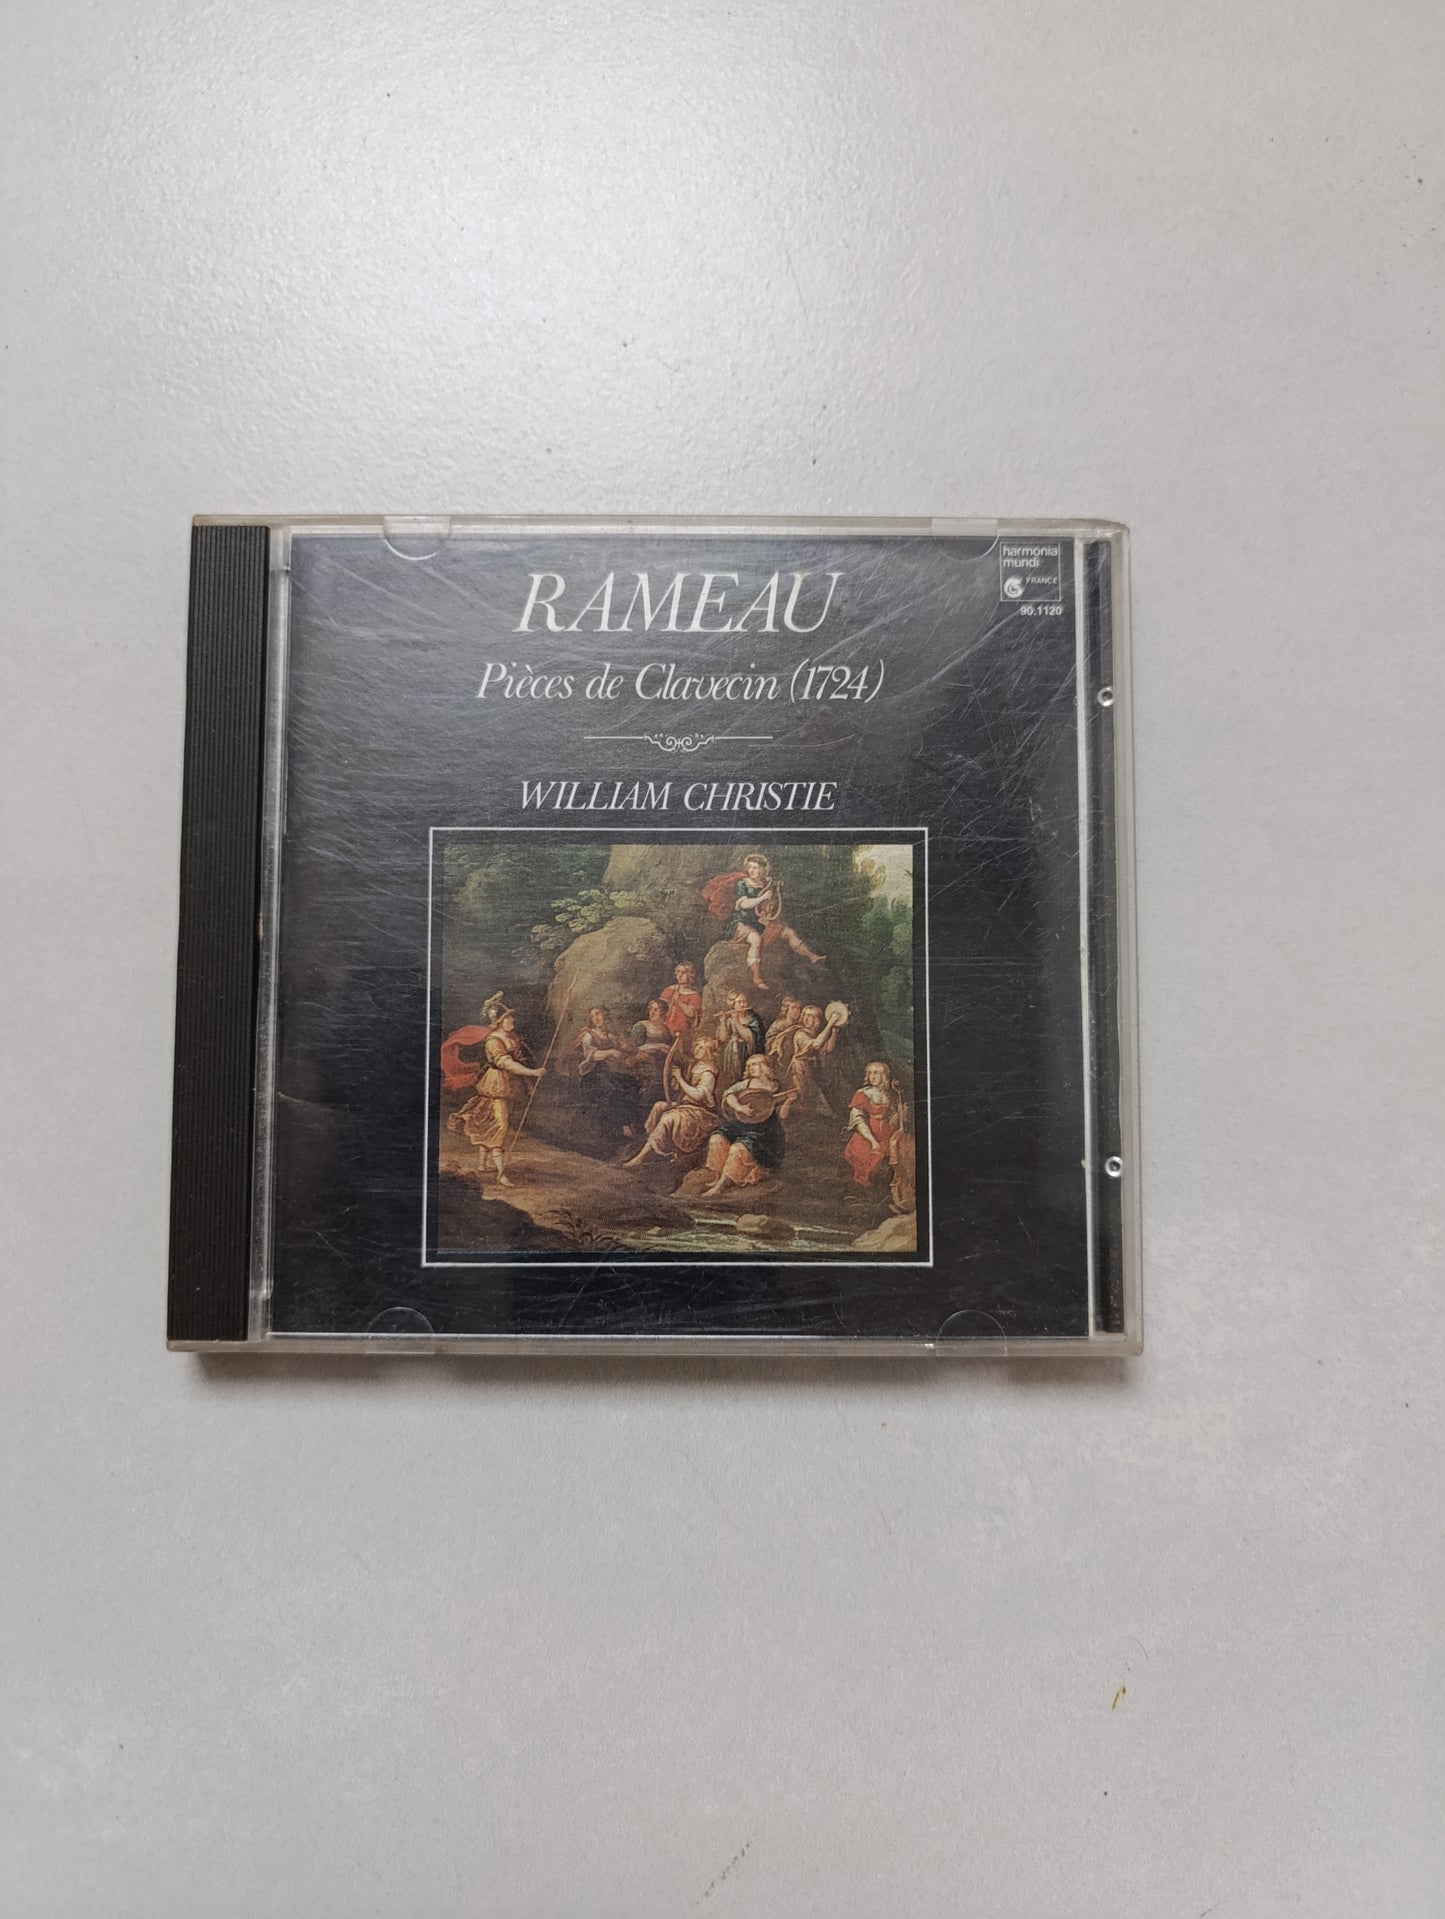 RAMEAU
Pièces de Clavecin (1724)
WILLIAM CHRISTIE
harmonia
mundi
FRANCE
90.1120